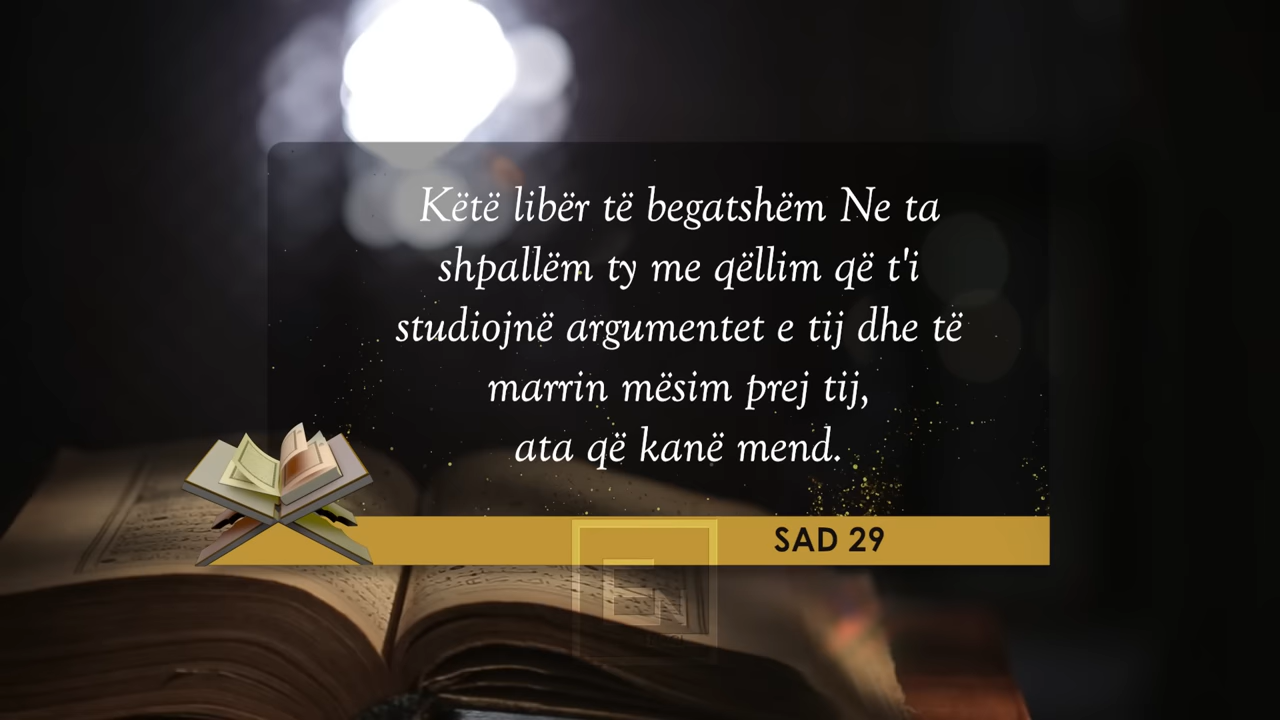 Këtë libër të begatshëm Ne ta
shpallëm ty me qëllim që t'i
studiojnë argumentet e tij dhe të
marrin mësim prej tij,
ata që kanë mend.
SAD 29